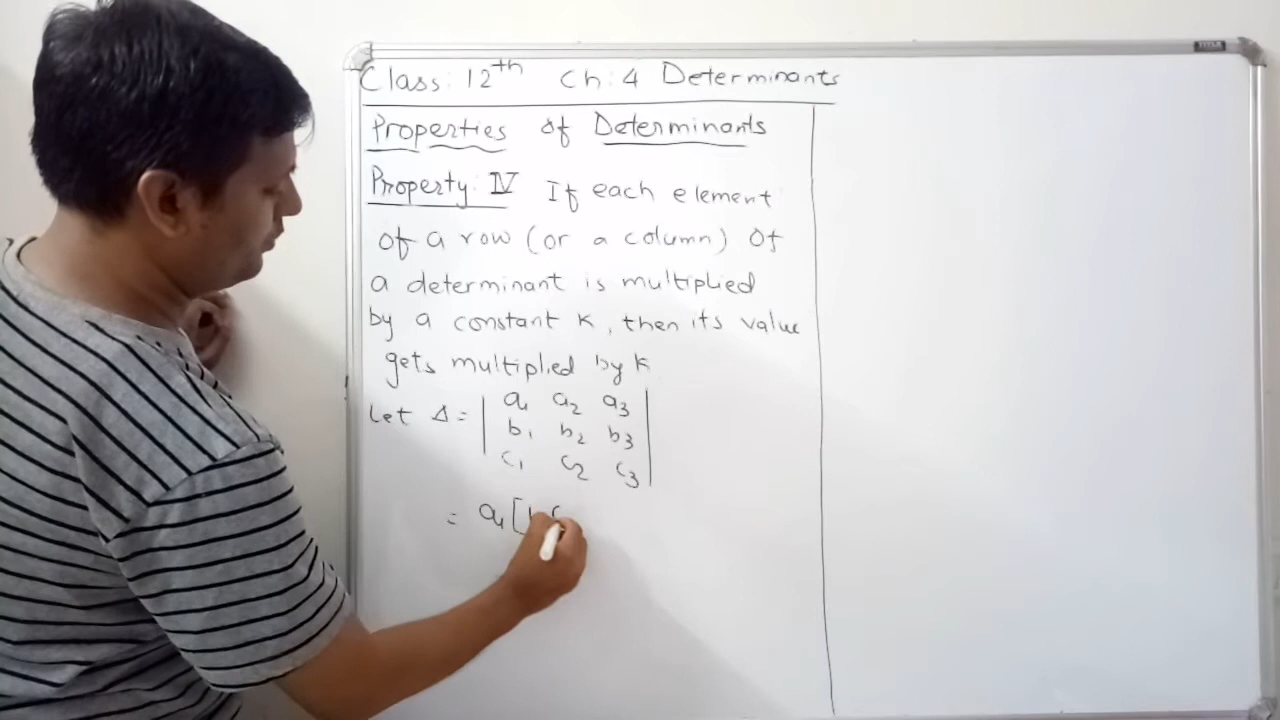 Class: 12th Ch: 4 Determinants
Properties of Determinants
Property: IV If each element
of a row (or a column) of
a determinant is multiplied
by a constant K, then its value
gets multiplied by K
Let Δ = | a₁ a₂ a₃ |
| b₁ b₂ b₃ |
| c₁ c₂ c₃ |
= a₁ [
TITLE